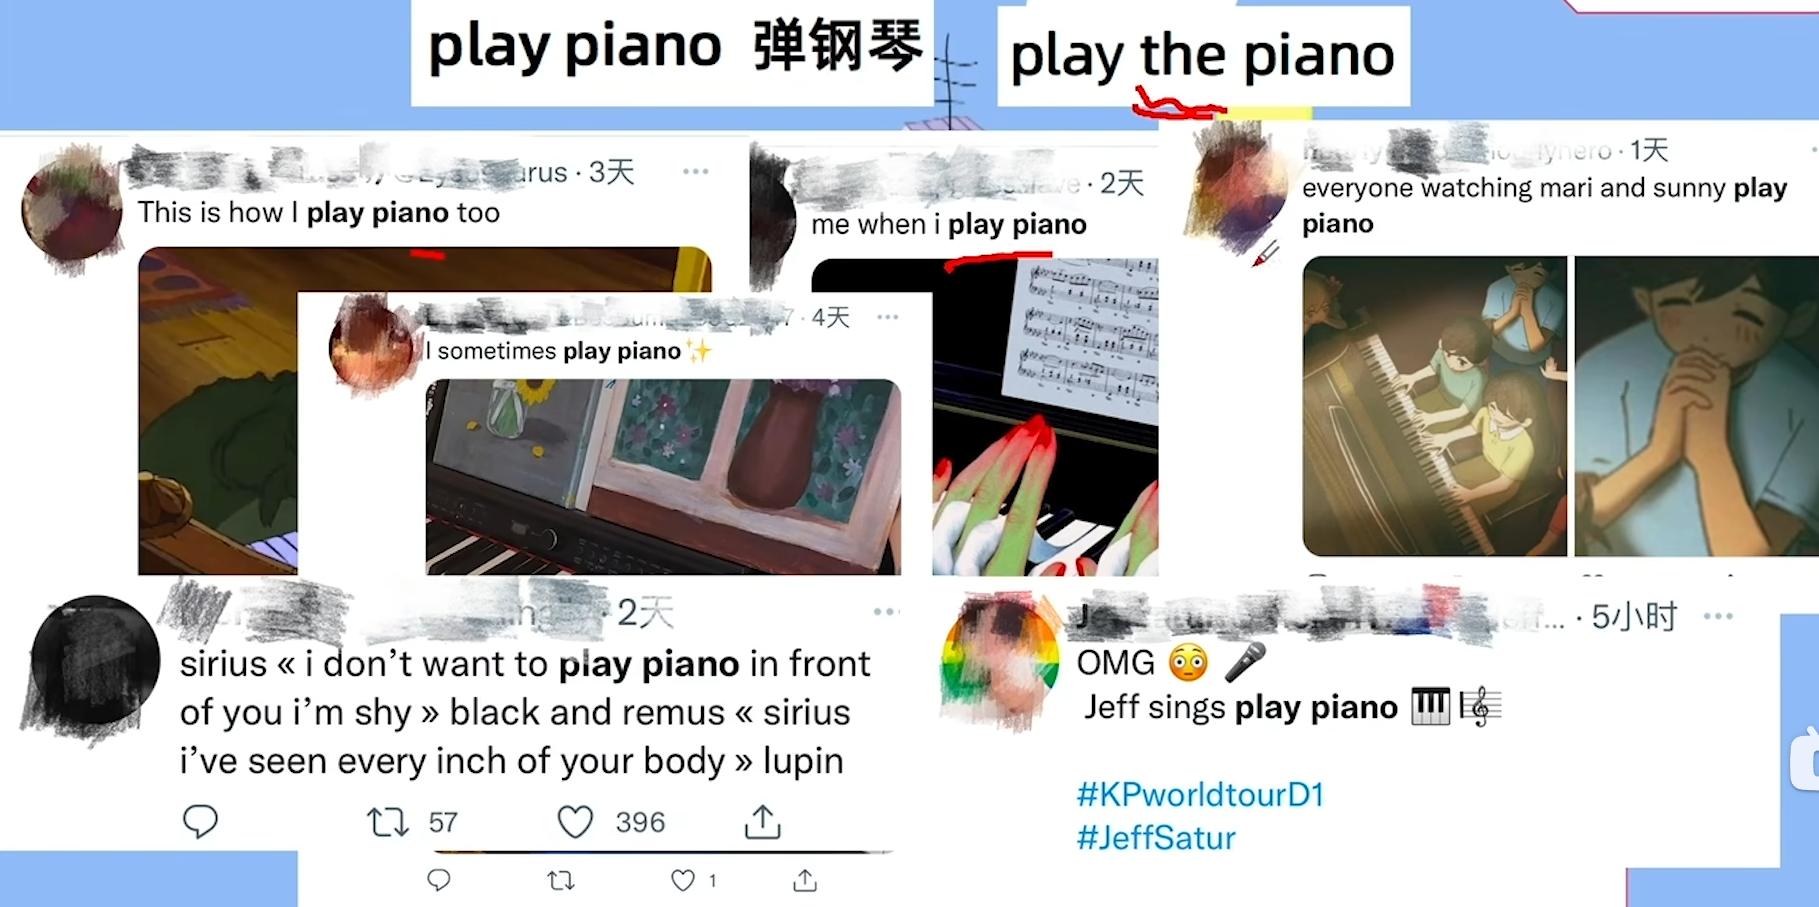 play piano 弹钢琴
play the piano
· 3天
This is how I play piano too
· 2天
me when i play piano
· 1天
everyone watching mari and sunny play
piano
· 4天
I sometimes play piano✨
· 2天
sirius « i don’t want to play piano in front
of you i’m shy » black and remus « sirius
i’ve seen every inch of your body » lupin
57
396
1
· 5小时
OMG 😳 🎤
Jeff sings play piano 🎹🎼
#KPworldtourD1
#JeffSatur